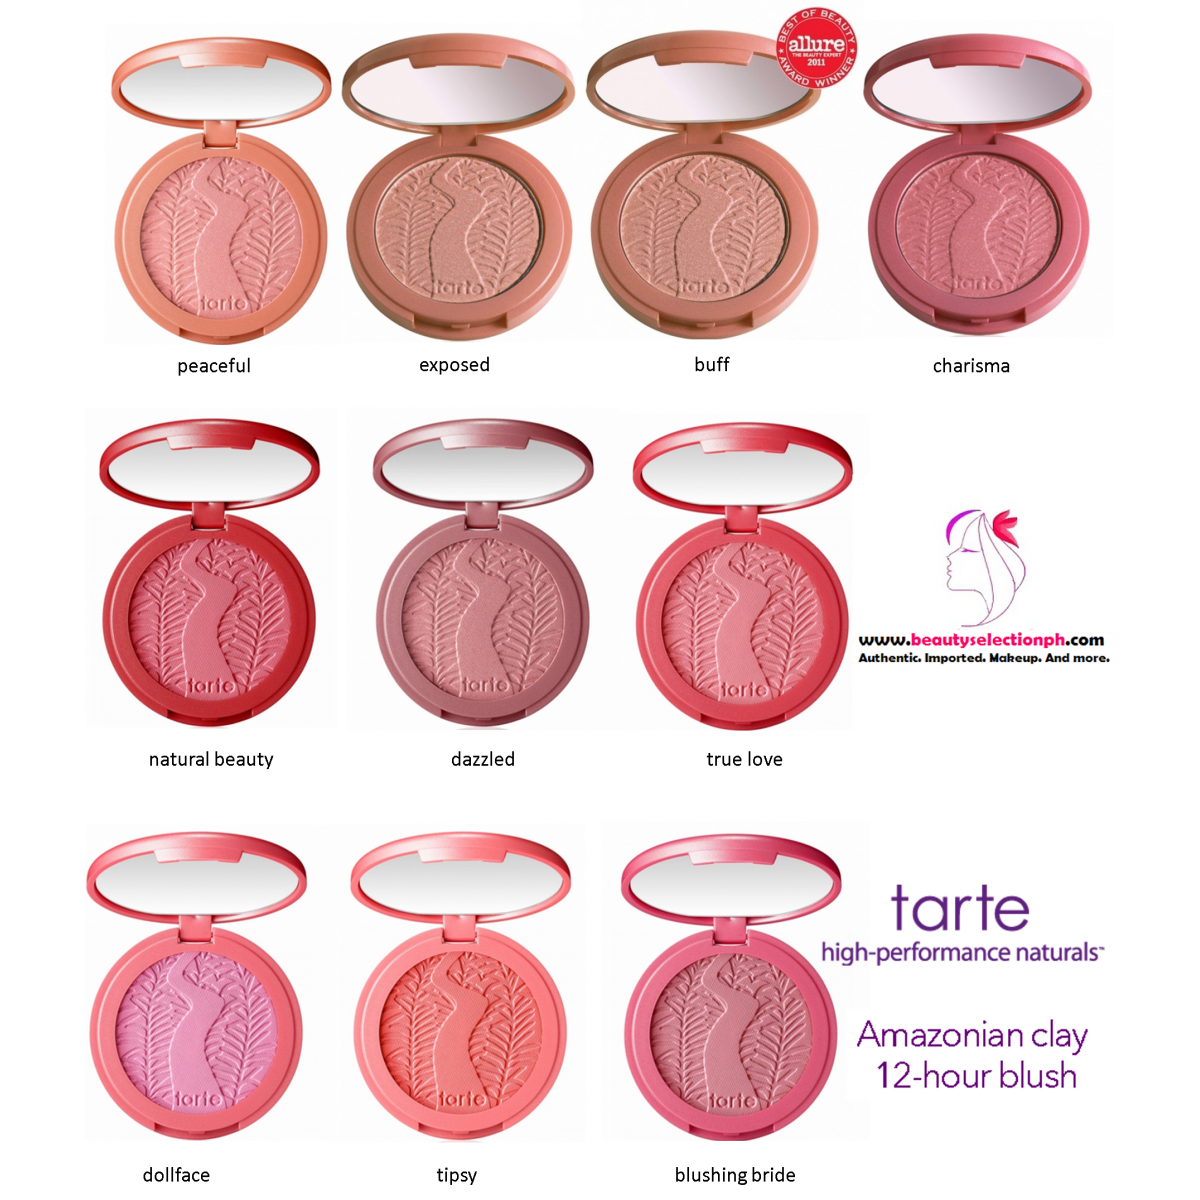 BEST OF BEAUTY
allure
THE BEAUTY EXPERT
2011
AWARD WINNER
tarte
tarte
tarte
tarte
peaceful
exposed
buff
charisma
tarte
tarte
tarte
www.beautyselectionph.com
Authentic. Imported. Makeup. And more.
natural beauty
dazzled
true love
tarte
high-performance naturals™
Amazonian clay
12-hour blush
tarte
tarte
tarte
dollface
tipsy
blushing bride